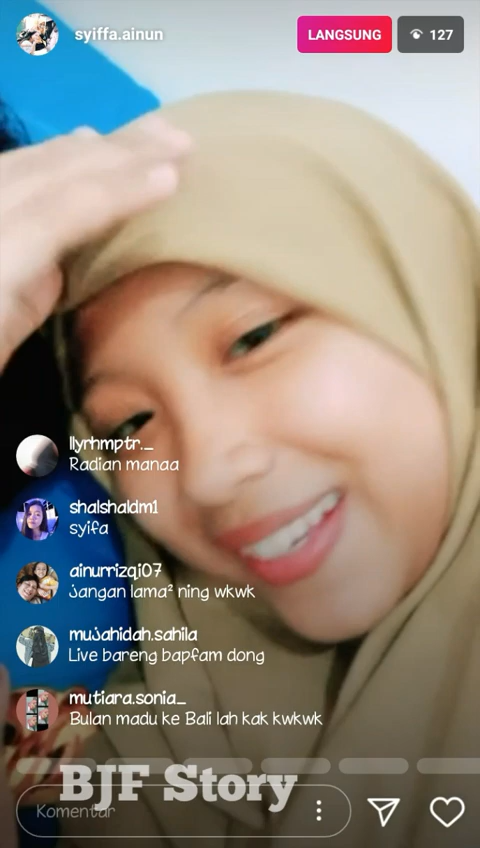 syiffa.ainun
LANGSUNG
127
llyrhmptr._
Radian manaa
shalshaldm1
syifa
ainurrizqi07
jangan lama² ning wkwk
mujahidah.sahila
Live bareng bapfam dong
mutiara.sonia_
Bulan madu ke Bali lah kak kwkwk
BJF Story
Komentar